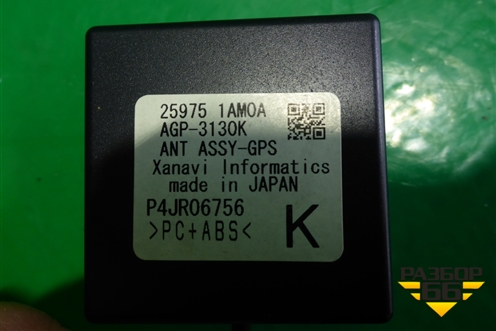 25975 1AM0A
AGP-3130K
ANT ASSY-GPS
Xanavi Informatics
made in JAPAN
P4JR06756
>PC+ABS<
K
РАЗБОР
66